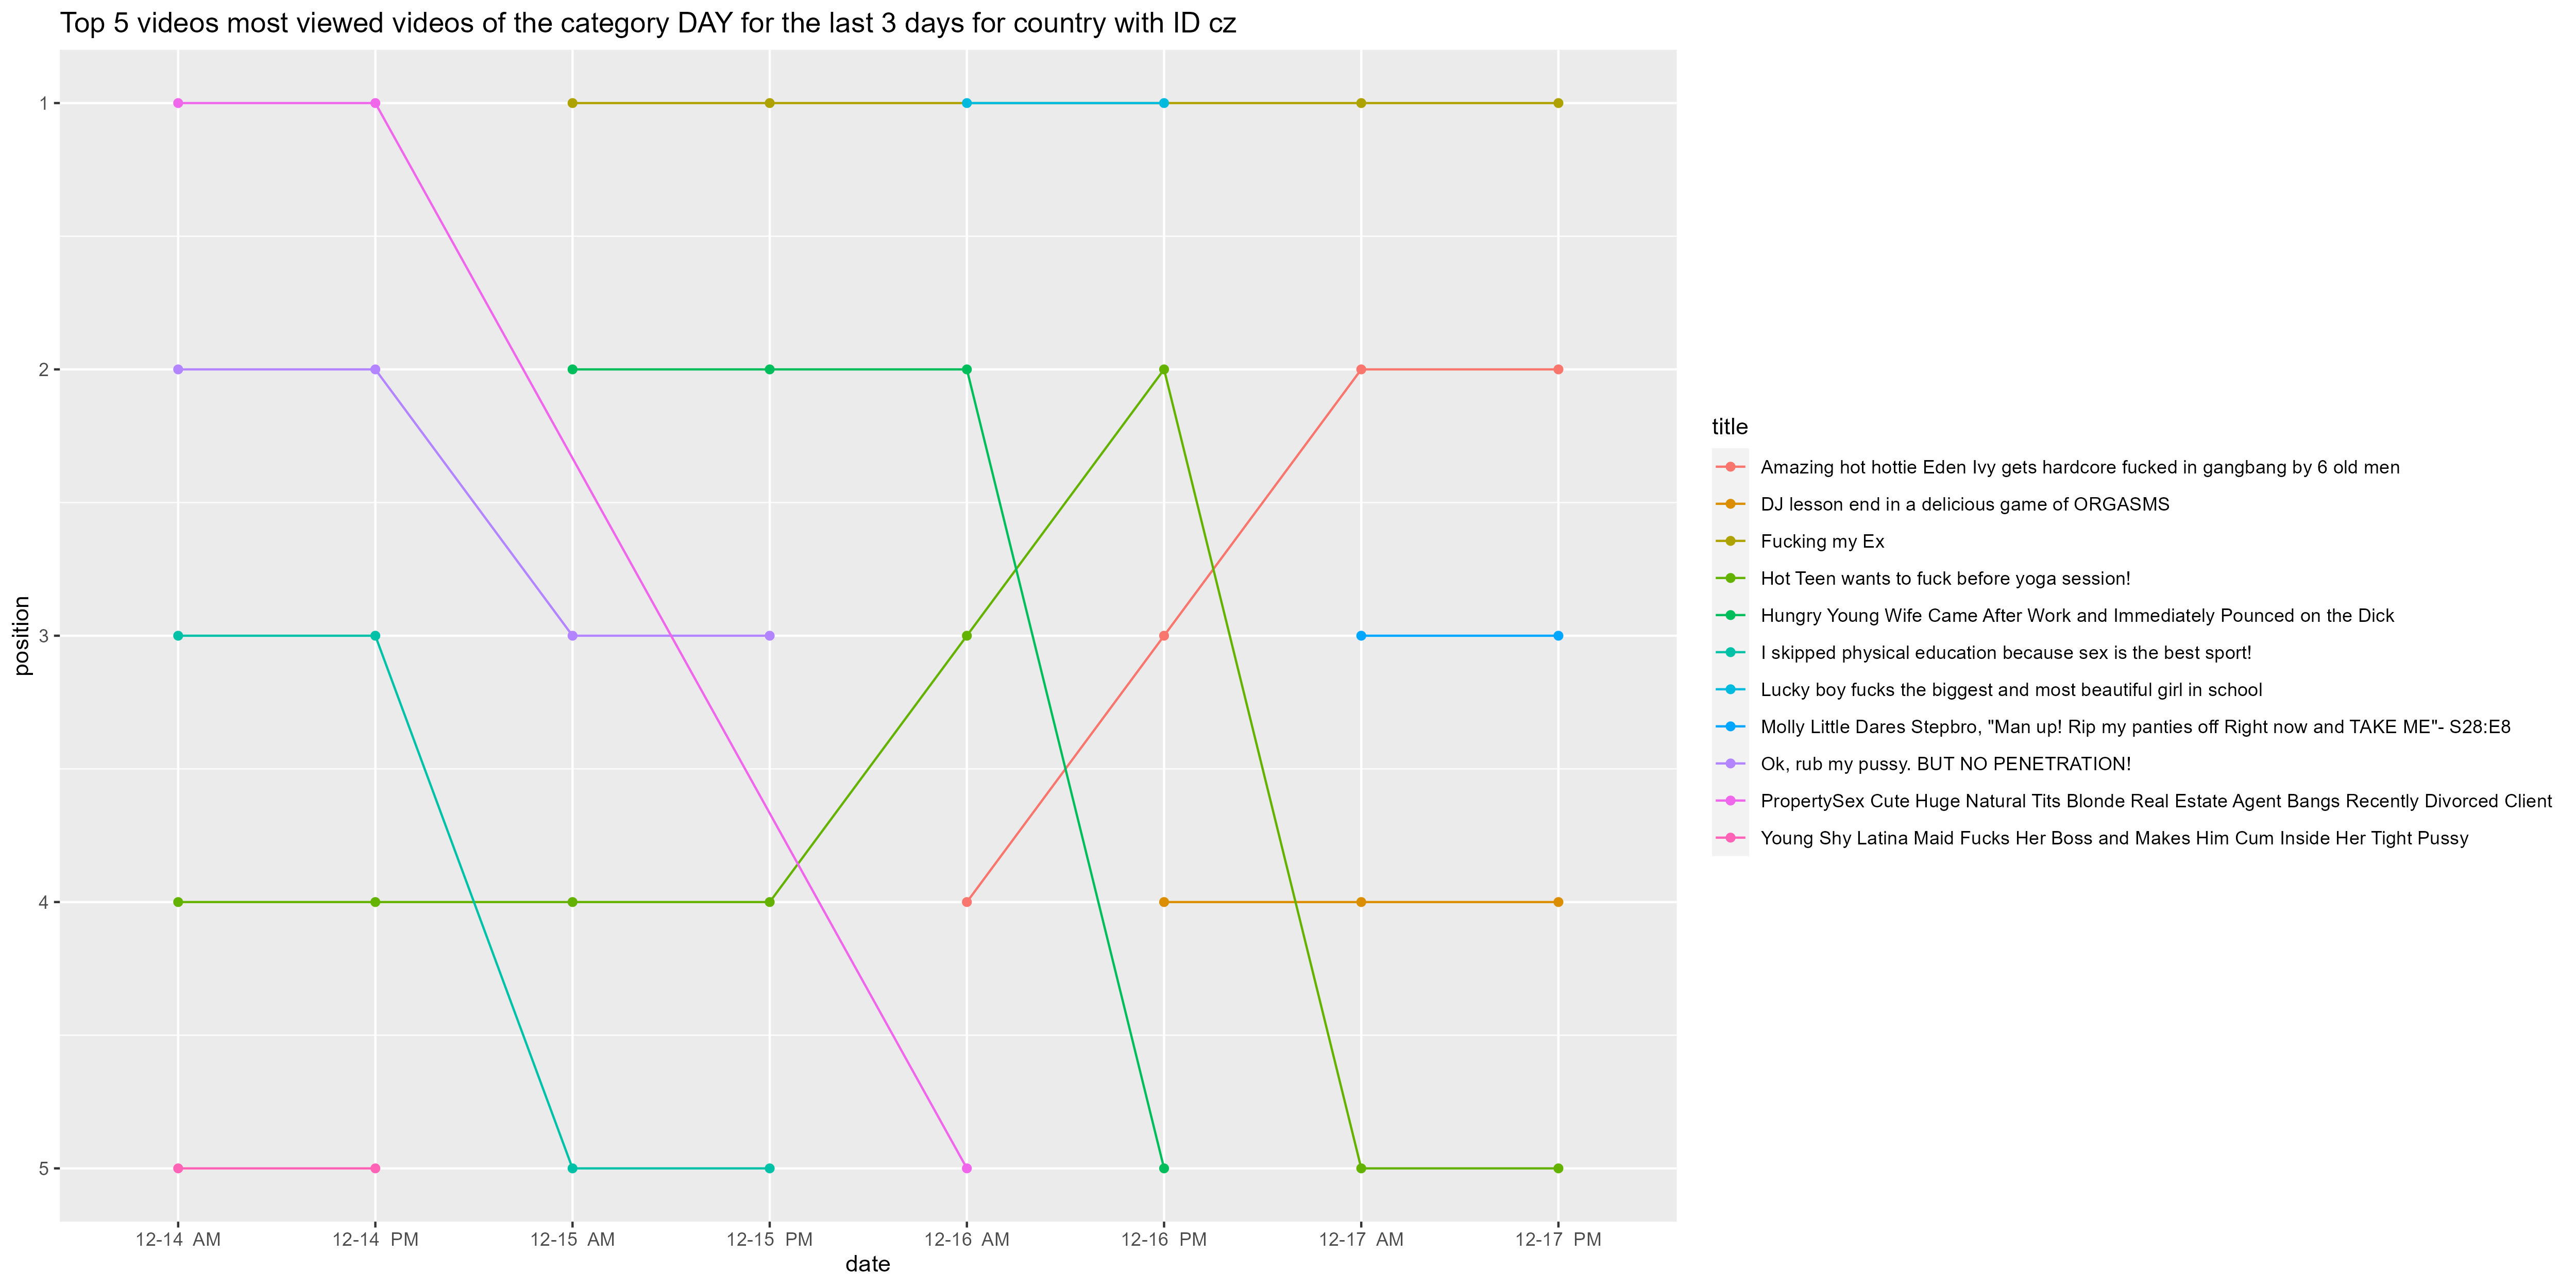 Top 5 videos most viewed videos of the category DAY for the last 3 days for country with ID cz
position
1
2
3
4
5
12-14 AM
12-14 PM
12-15 AM
12-15 PM
12-16 AM
12-16 PM
12-17 AM
12-17 PM
date
title
Amazing hot hottie Eden Ivy gets hardcore fucked in gangbang by 6 old men
DJ lesson end in a delicious game of ORGASMS
Fucking my Ex
Hot Teen wants to fuck before yoga session!
Hungry Young Wife Came After Work and Immediately Pounced on the Dick
I skipped physical education because sex is the best sport!
Lucky boy fucks the biggest and most beautiful girl in school
Molly Little Dares Stepbro, "Man up! Rip my panties off Right now and TAKE ME"- S28:E8
Ok, rub my pussy. BUT NO PENETRATION!
PropertySex Cute Huge Natural Tits Blonde Real Estate Agent Bangs Recently Divorced Client
Young Shy Latina Maid Fucks Her Boss and Makes Him Cum Inside Her Tight Pussy